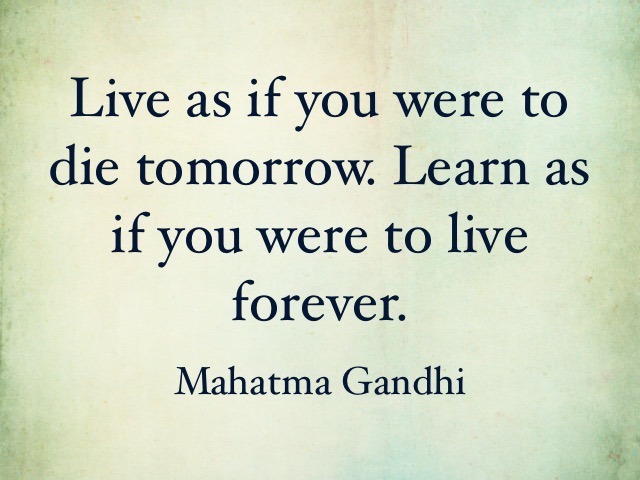 Live as if you were to
die tomorrow. Learn as
if you were to live
forever.
Mahatma Gandhi